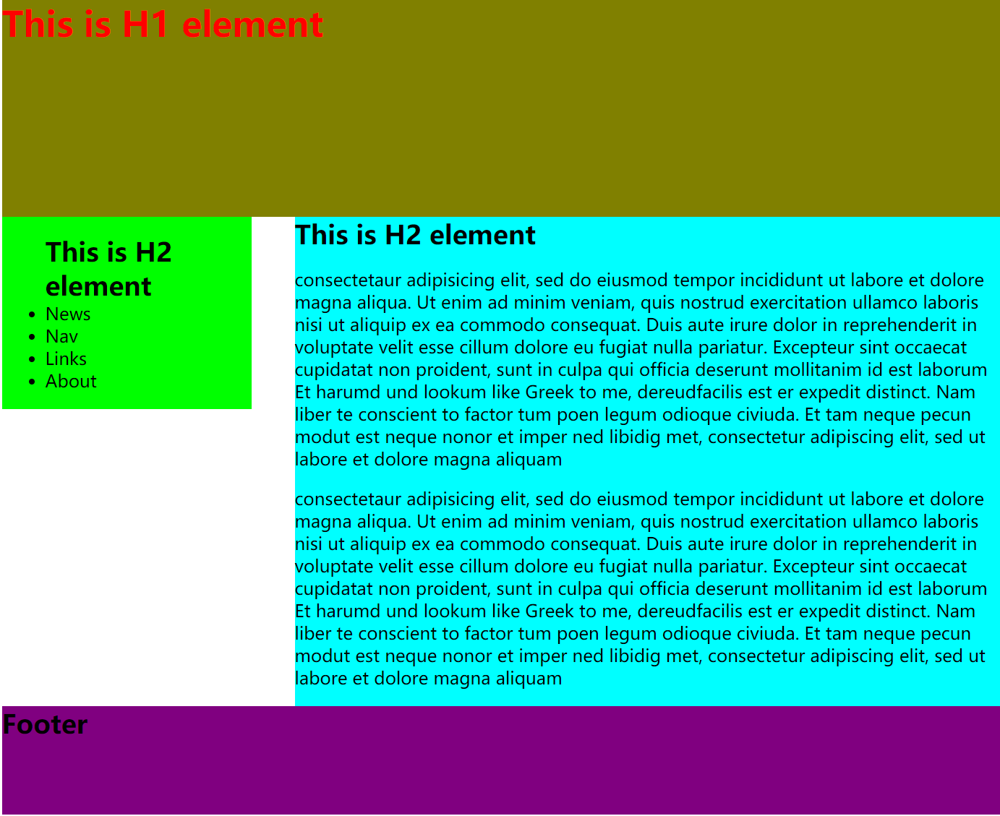 This is H1 element
This is H2
element
News
Nav
Links
About
This is H2 element
consectetaur adipisicing elit, sed do eiusmod tempor incididunt ut labore et dolore
magna aliqua. Ut enim ad minim veniam, quis nostrud exercitation ullamco laboris
nisi ut aliquip ex ea commodo consequat. Duis aute irure dolor in reprehenderit in
voluptate velit esse cillum dolore eu fugiat nulla pariatur. Excepteur sint occaecat
cupidatat non proident, sunt in culpa qui officia deserunt mollitanim id est laborum
Et harumd und lookum like Greek to me, dereudfacilis est er expedit distinct. Nam
liber te conscient to factor tum poen legum odioque civiuda. Et tam neque pecun
modut est neque nonor et imper ned libidig met, consectetur adipiscing elit, sed ut
labore et dolore magna aliquam
consectetaur adipisicing elit, sed do eiusmod tempor incididunt ut labore et dolore
magna aliqua. Ut enim ad minim veniam, quis nostrud exercitation ullamco laboris
nisi ut aliquip ex ea commodo consequat. Duis aute irure dolor in reprehenderit in
voluptate velit esse cillum dolore eu fugiat nulla pariatur. Excepteur sint occaecat
cupidatat non proident, sunt in culpa qui officia deserunt mollitanim id est laborum
Et harumd und lookum like Greek to me, dereudfacilis est er expedit distinct. Nam
liber te conscient to factor tum poen legum odioque civiuda. Et tam neque pecun
modut est neque nonor et imper ned libidig met, consectetur adipiscing elit, sed ut
labore et dolore magna aliquam
Footer